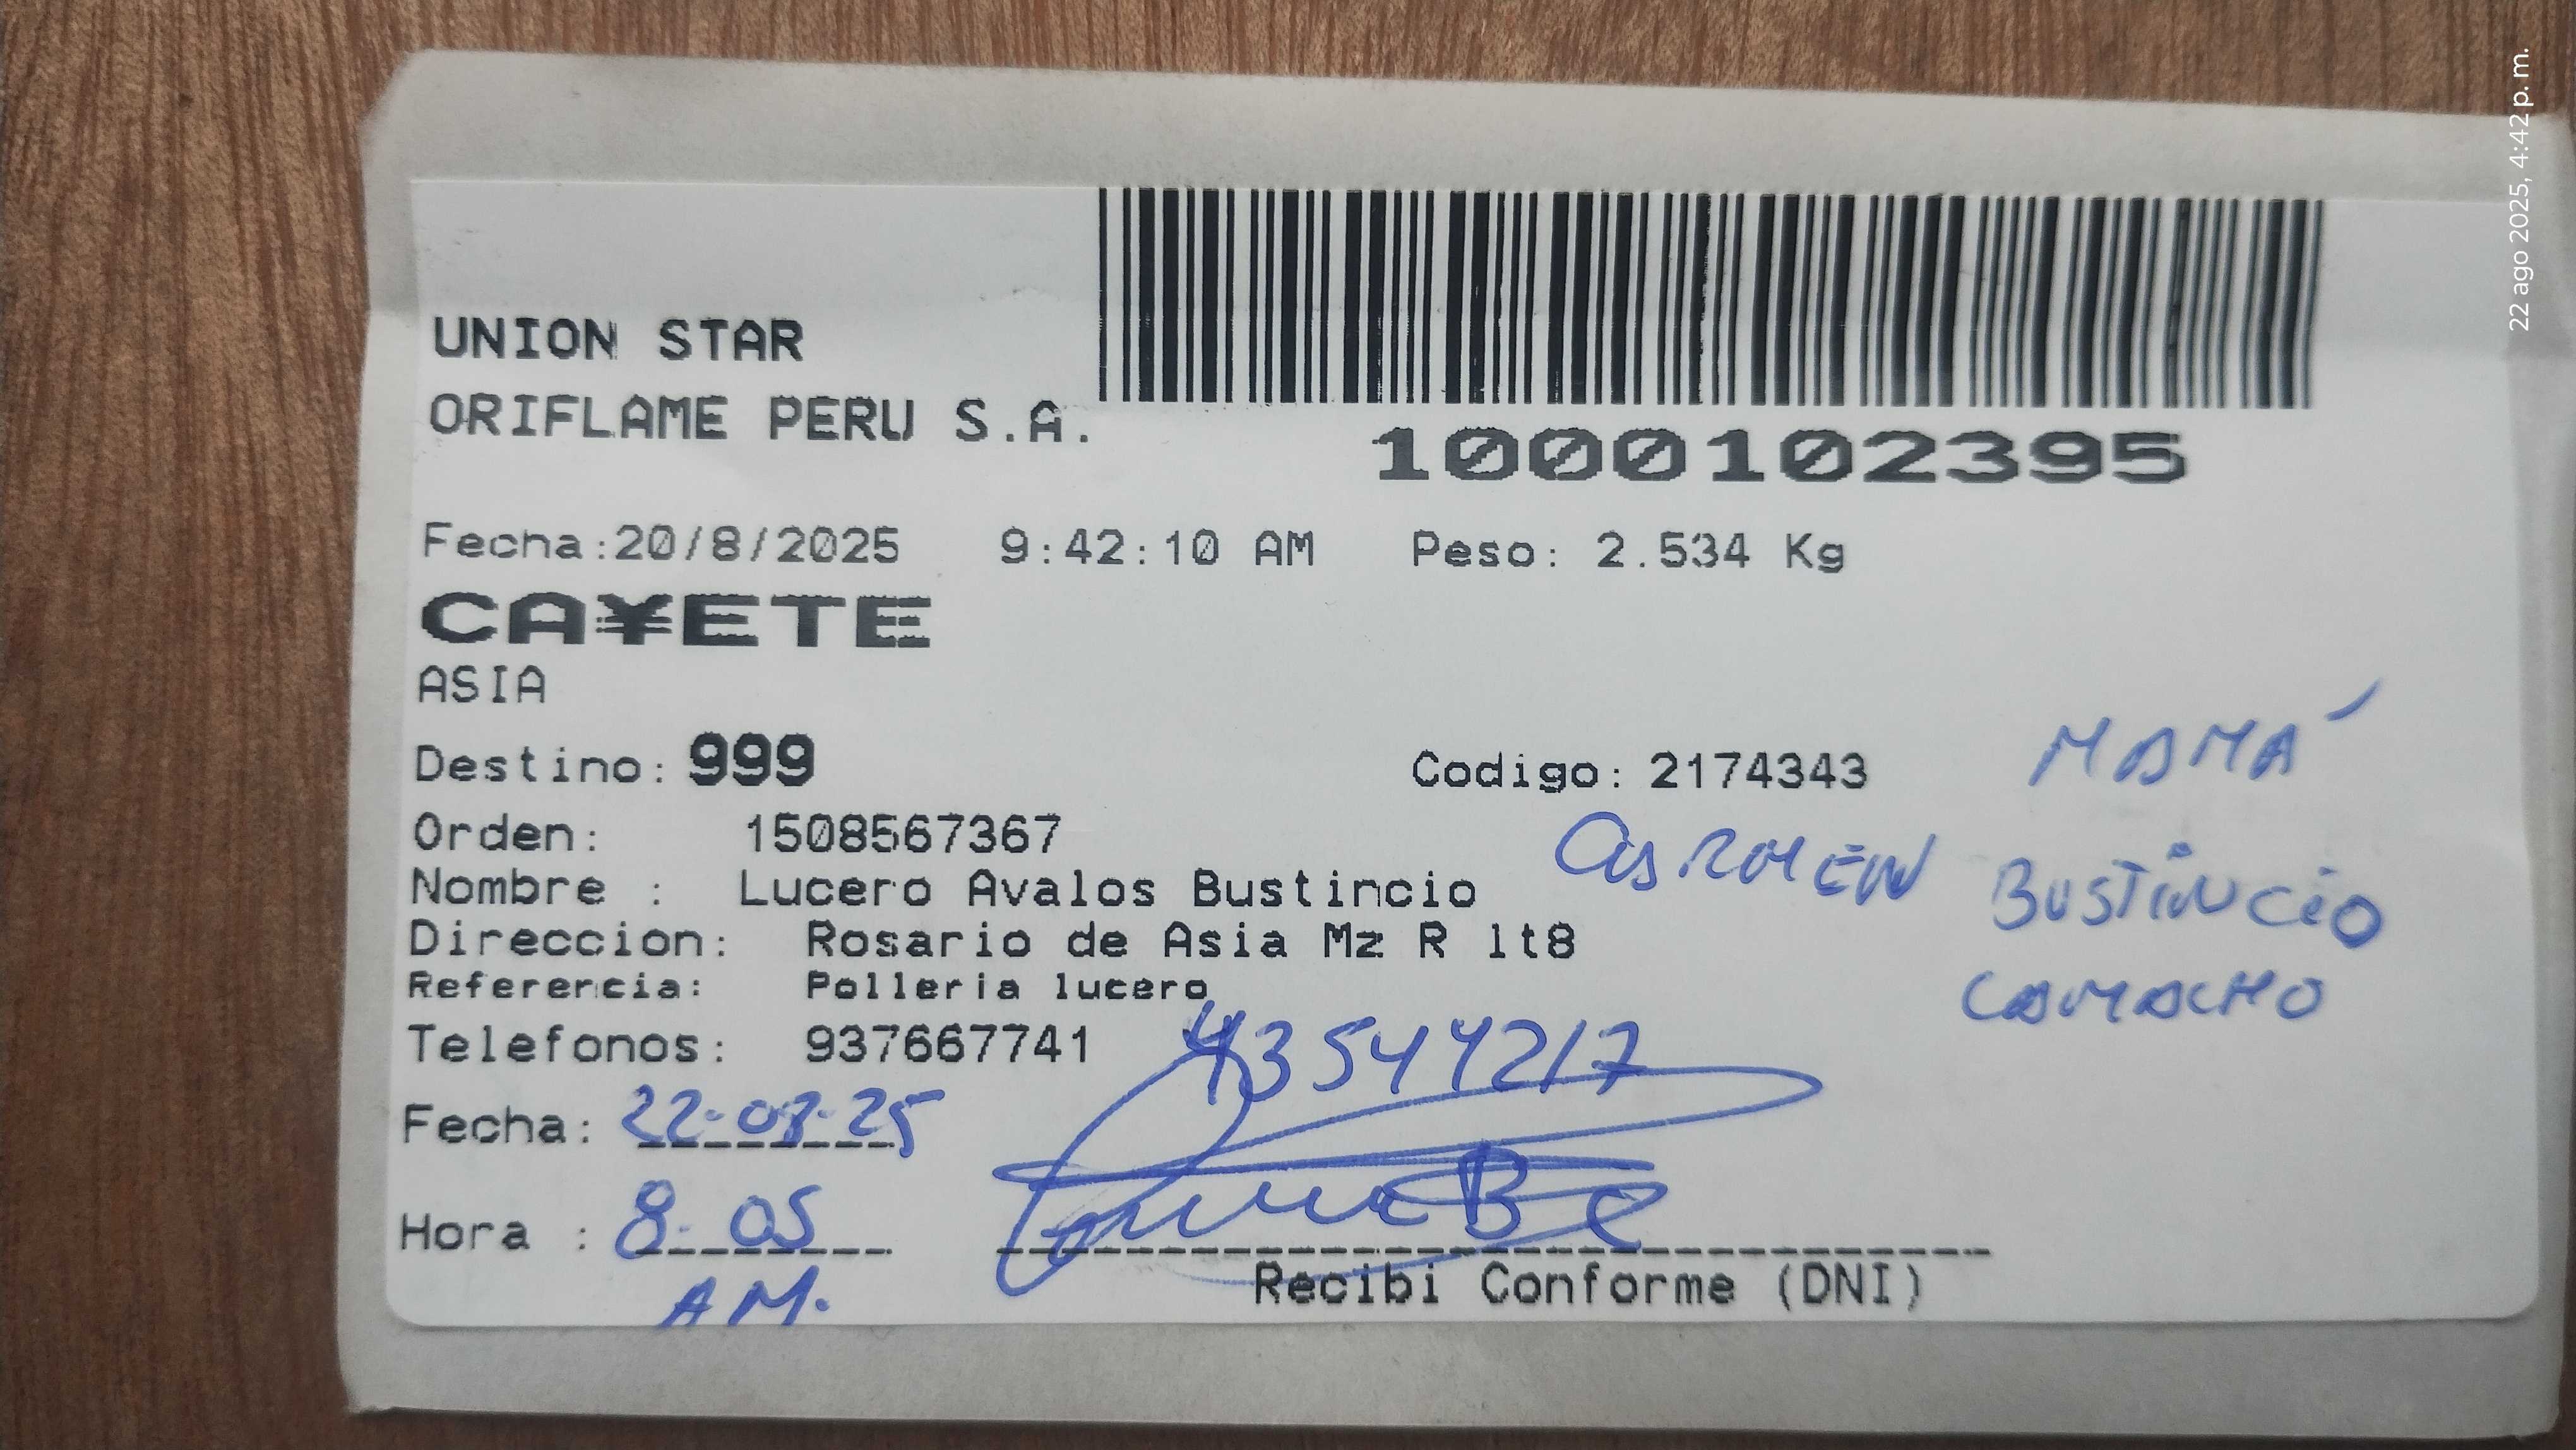 22 ago 2025, 4:42 p. m.
UNION STAR
ORIFLAME PERU S.A.
1000102395
Fecha:20/8/2025 9:42:10 AM Peso: 2.534 Kg
CA¥ETE
ASIA
Destino: 999 Codigo: 2174343 MAMÁ
Orden: 1508567367
Nombre : Lucero Avalos Bustincio CARMEN BUSTINCIO
Direccion: Rosario de Asia Mz R lt8
Referencia: Polleria lucero CAMACHO
Telefonos: 937667741 43544217
Fecha: 22-08-25
Hora : 8-05
AM.
Recibi Conforme (DNI)